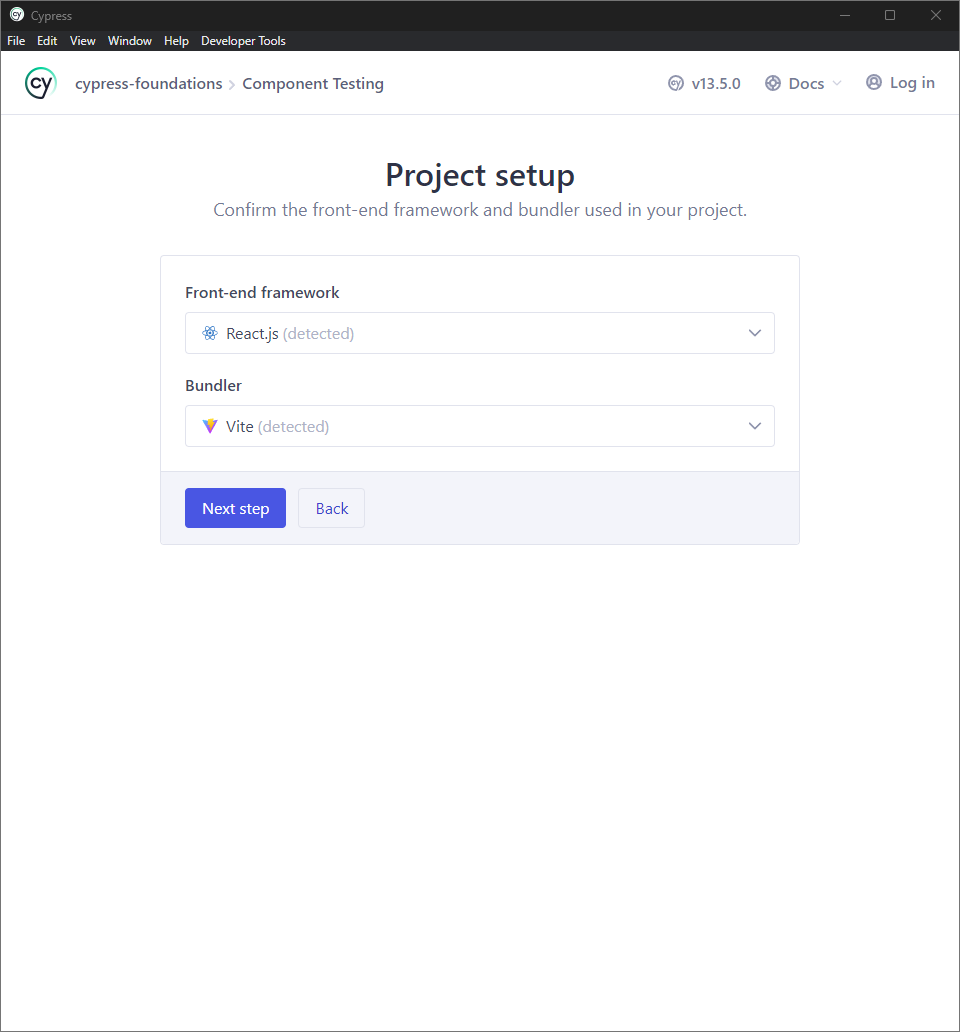 Cypress
File Edit View Window Help Developer Tools
cy cypress-foundations Component Testing cy v13.5.0 Docs Log in
Project setup
Confirm the front-end framework and bundler used in your project.
Front-end framework
React.js (detected)
Bundler
Vite (detected)
Next step Back